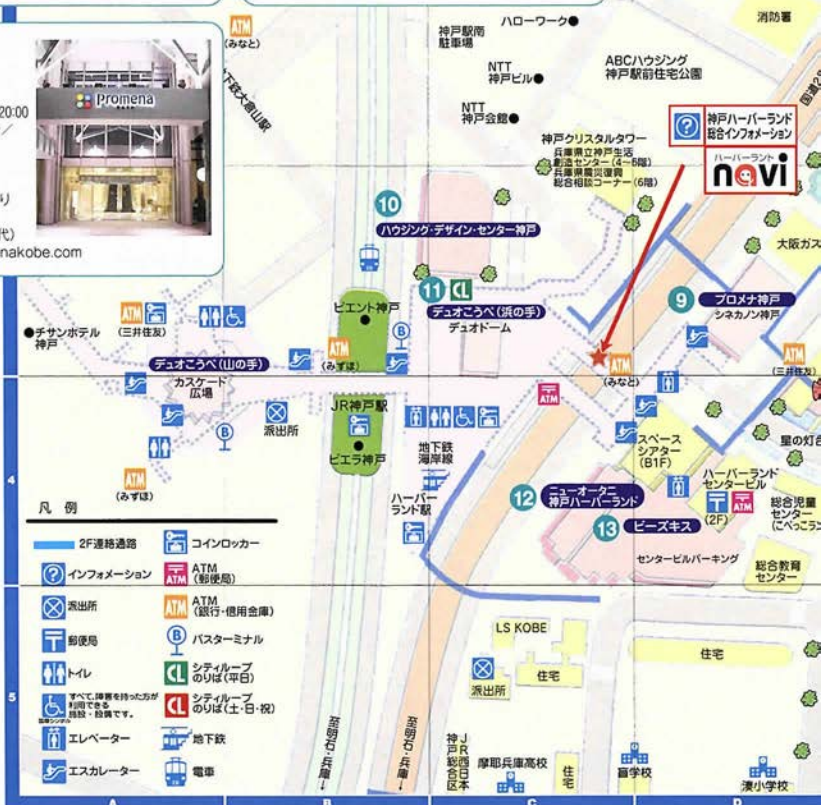 Promena
20:00
り
代)
nakobe.com
ATM
(みなと)
地下鉄大倉山駅
神戸駅南
駐車場
ハローワーク
NTT
神戸ビル
NTT
神戸会館
ABCハウジング
神戸駅前住宅公園
消防署
国道2
神戸クリスタルタワー
兵庫県立神戸生活
創造センター(4~5階)
兵庫県震災復興
総合相談コーナー(6階)
?
神戸ハーバーランド
総合インフォメーション
ハーバーランド
navi
大阪ガス
10
ハウジング・デザイン・センター神戸
11
CL
デュオこうべ(浜の手)
デュオドーム
9
プロメナ神戸
シネカノン神戸
チサンホテル
神戸
ATM
(三井住友)
デュオこうべ(山の手)
カスケード
広場
ピエント神戸
ATM
(みずほ)
B
ATM
(みなと)
ATM
(三井住友)
派出所
B
ATM
(みずほ)
JR神戸駅
ビエラ神戸
地下鉄
海岸線
ハーバー
ランド駅
ATM
スペース
シアター
(B1F)
ハーバーランド
センタービル
ATM
(2F)
星の灯台
総合児童
センター
(こべっこラン
総合教育
センター
12
ニューオータニ
神戸ハーバーランド
13
ビーズキス
センタービルパーキング
4
5
凡 例
2F連絡通路
コインロッカー
?
インフォメーション
ATM
ATM
(郵便局)
派出所
ATM
ATM
(銀行・信用金庫)
郵便局
B
バスターミナル
トイレ
CL
シティループ
のりば(平日)
すべて、障害を持った方が
利用できる
施設・設備です。
CL
シティループ
のりば(土・日・祝)
エレベーター
地下鉄
エスカレーター
電車
至明石・兵庫↓
至明石・兵庫↓
LS KOBE
派出所
住宅
住宅
JR西日本
神戸総合区
摩耶兵庫高校
住宅
盲学校
湊小学校
A
B
C
D